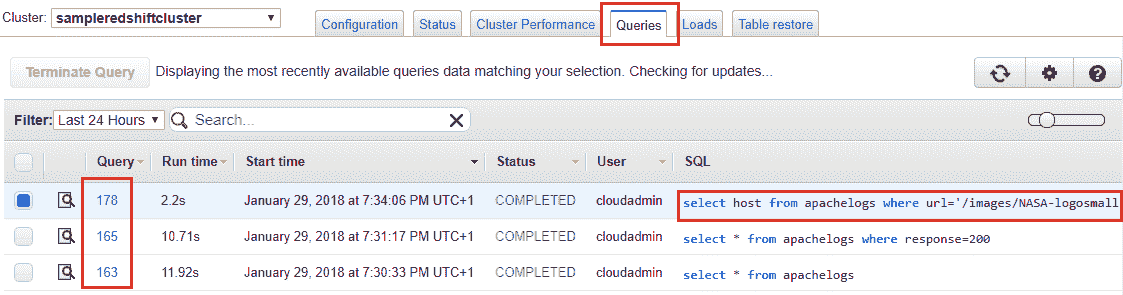 Cluster: sampleredshiftcluster
Configuration Status Cluster Performance Queries Loads Table restore
Terminate Query Displaying the most recently available queries data matching your selection. Checking for updates...
Filter: Last 24 Hours Search...
Query Run time Start time Status User SQL
178 2.2s January 29, 2018 at 7:34:06 PM UTC+1 COMPLETED cloudadmin select host from apachelogs where url='/images/NASA-logosmall
165 10.71s January 29, 2018 at 7:31:17 PM UTC+1 COMPLETED cloudadmin select * from apachelogs where response=200
163 11.92s January 29, 2018 at 7:30:33 PM UTC+1 COMPLETED cloudadmin select * from apachelogs